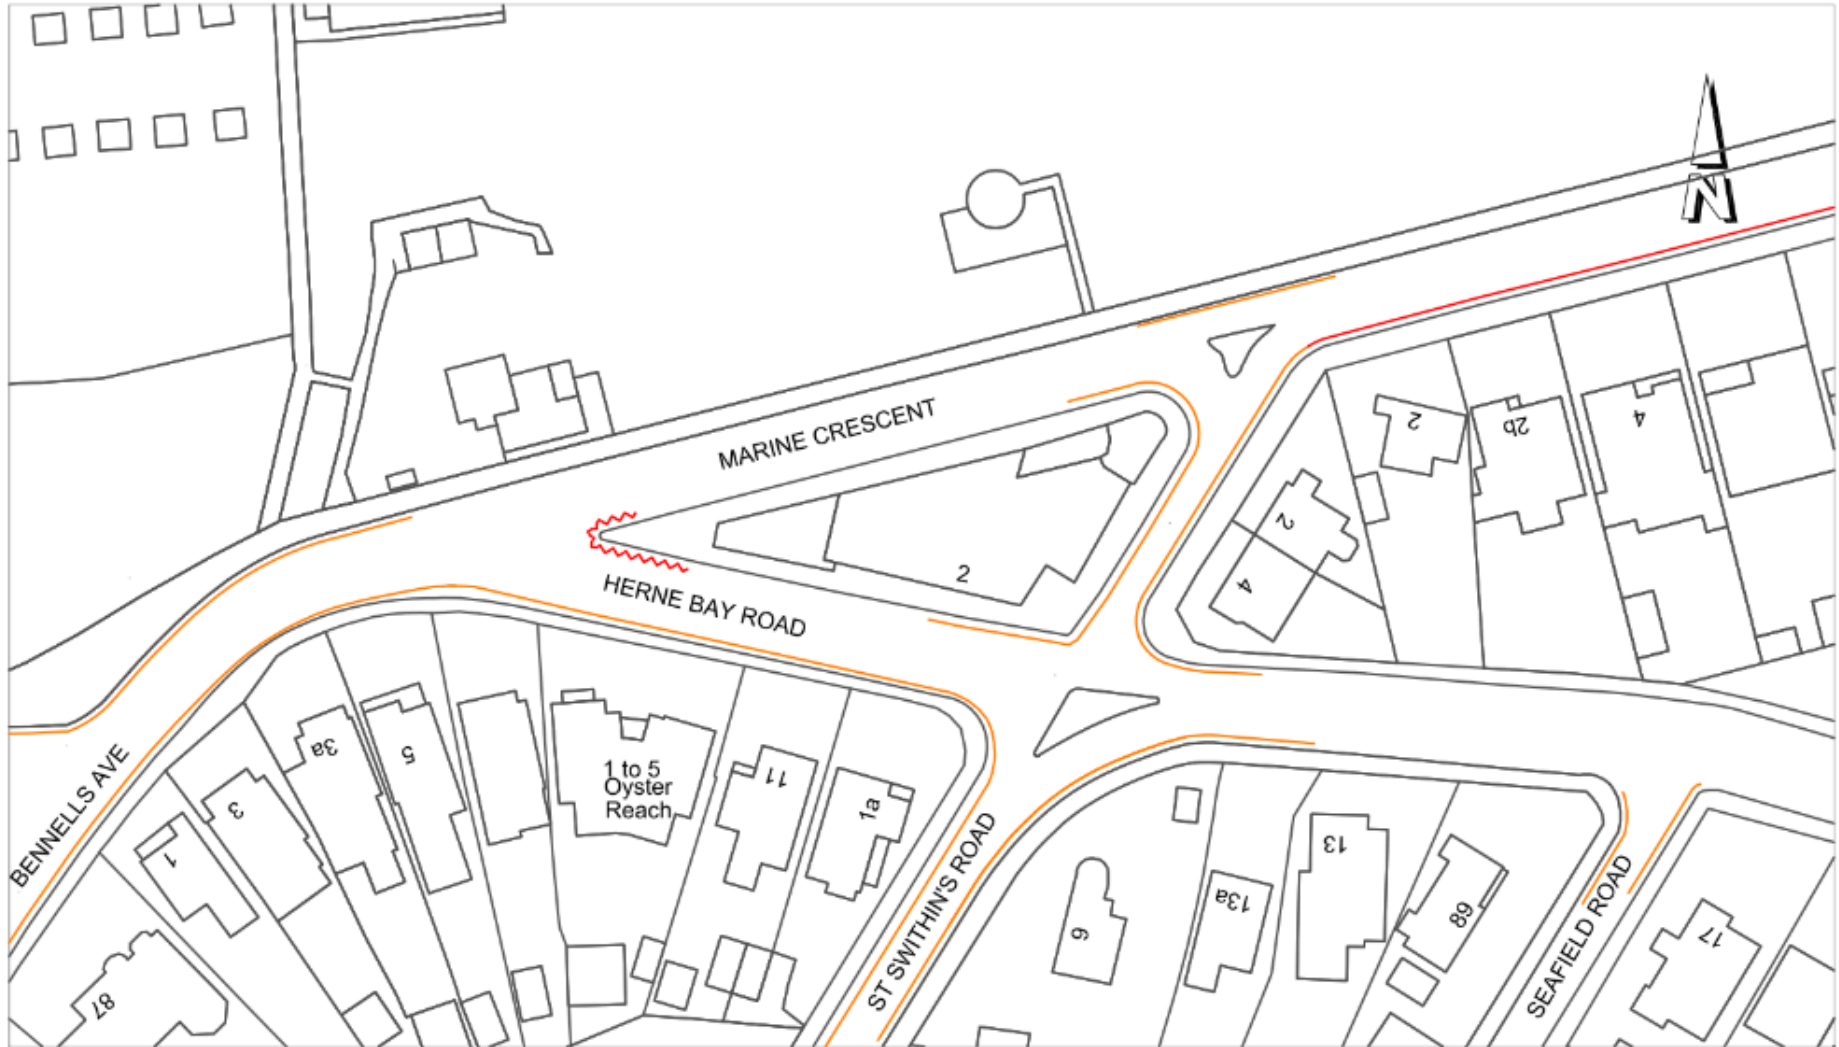 N
MARINE CRESCENT
2
2b
4
2
4
2
HERNE BAY ROAD
BENNELLS AVE
1
3
3a
5
1 to 5
Oyster
Reach
11
1a
87
ST SWITHIN'S ROAD
9
13a
13
89
SEAFIELD ROAD
17